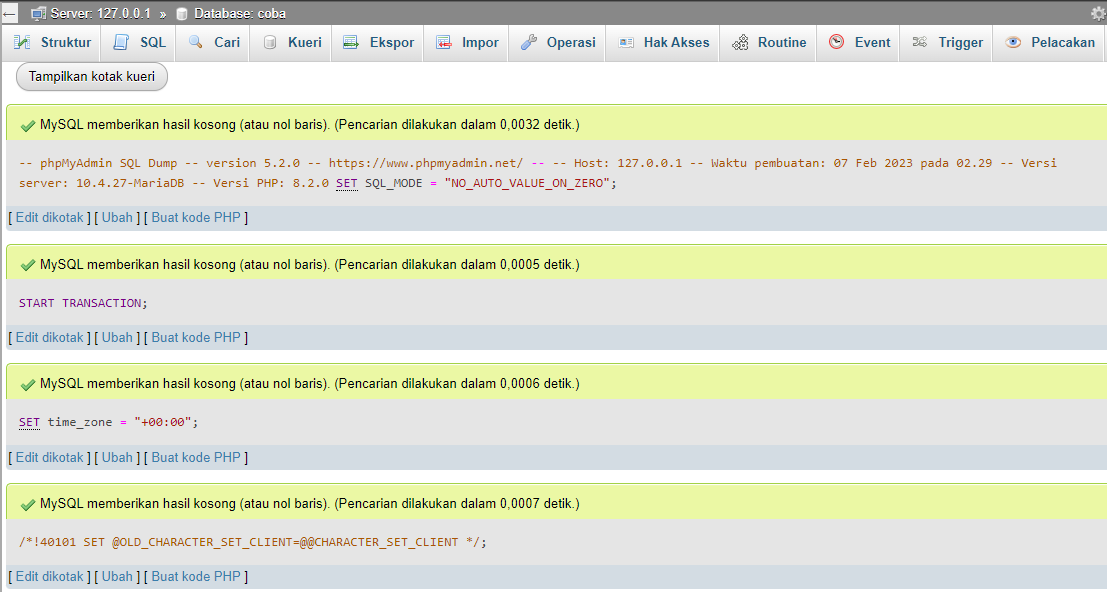 Server: 127.0.0.1 » Database: coba
Struktur SQL Cari Kueri Ekspor Impor Operasi Hak Akses Routine Event Trigger Pelacakan
Tampilkan kotak kueri
MySQL memberikan hasil kosong (atau nol baris). (Pencarian dilakukan dalam 0,0032 detik.)
-- phpMyAdmin SQL Dump -- version 5.2.0 -- https://www.phpmyadmin.net/ -- -- Host: 127.0.0.1 -- Waktu pembuatan: 07 Feb 2023 pada 02.29 -- Versi
server: 10.4.27-MariaDB -- Versi PHP: 8.2.0 SET SQL_MODE = "NO_AUTO_VALUE_ON_ZERO";
[ Edit dikotak ] [ Ubah ] [ Buat kode PHP ]
MySQL memberikan hasil kosong (atau nol baris). (Pencarian dilakukan dalam 0,0005 detik.)
START TRANSACTION;
[ Edit dikotak ] [ Ubah ] [ Buat kode PHP ]
MySQL memberikan hasil kosong (atau nol baris). (Pencarian dilakukan dalam 0,0006 detik.)
SET time_zone = "+00:00";
[ Edit dikotak ] [ Ubah ] [ Buat kode PHP ]
MySQL memberikan hasil kosong (atau nol baris). (Pencarian dilakukan dalam 0,0007 detik.)
/*!40101 SET @OLD_CHARACTER_SET_CLIENT=@@CHARACTER_SET_CLIENT */;
[ Edit dikotak ] [ Ubah ] [ Buat kode PHP ]